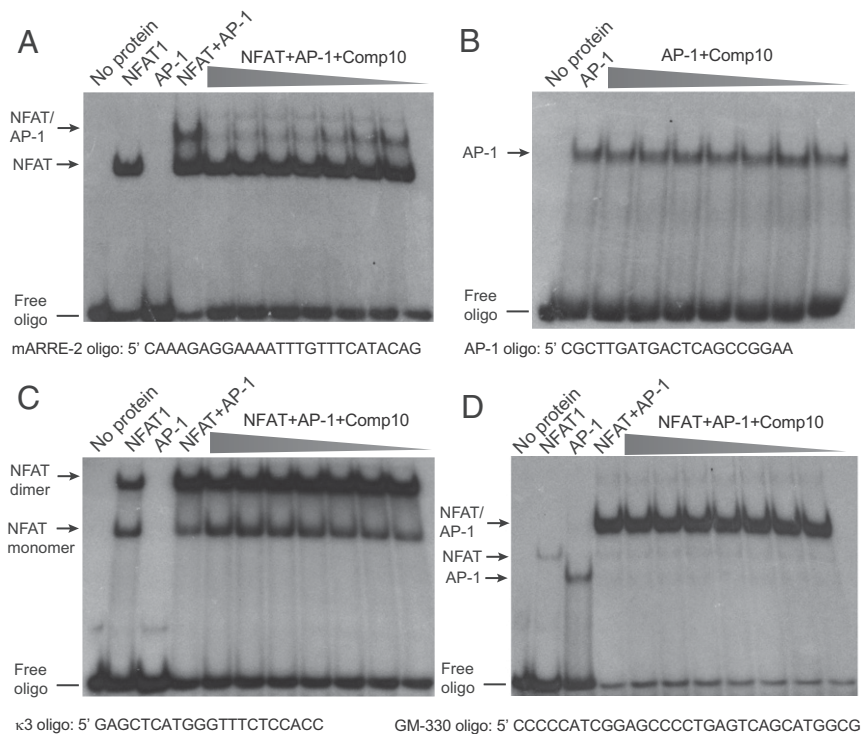 A
No protein
NFAT1
AP-1
NFAT+AP-1
NFAT+AP-1+Comp10
NFAT/
AP-1
NFAT
Free
oligo
mARRE-2 oligo: 5' CAAAGAGGAAAATTTGTTTCATACAG
B
No protein
AP-1
AP-1+Comp10
AP-1
Free
oligo
AP-1 oligo: 5' CGCTTGATGACTCAGCCGGAA
C
No protein
NFAT1
AP-1
NFAT+AP-1
NFAT+AP-1+Comp10
NFAT
dimer
NFAT
monomer
Free
oligo
κ3 oligo: 5' GAGCTCATGGGTTTCTCCACC
D
No protein
NFAT1
AP-1
NFAT+AP-1
NFAT+AP-1+Comp10
NFAT/
AP-1
NFAT
AP-1
Free
oligo
GM-330 oligo: 5' CCCCCATCGGAGCCCCTGAGTCAGCATGGCG